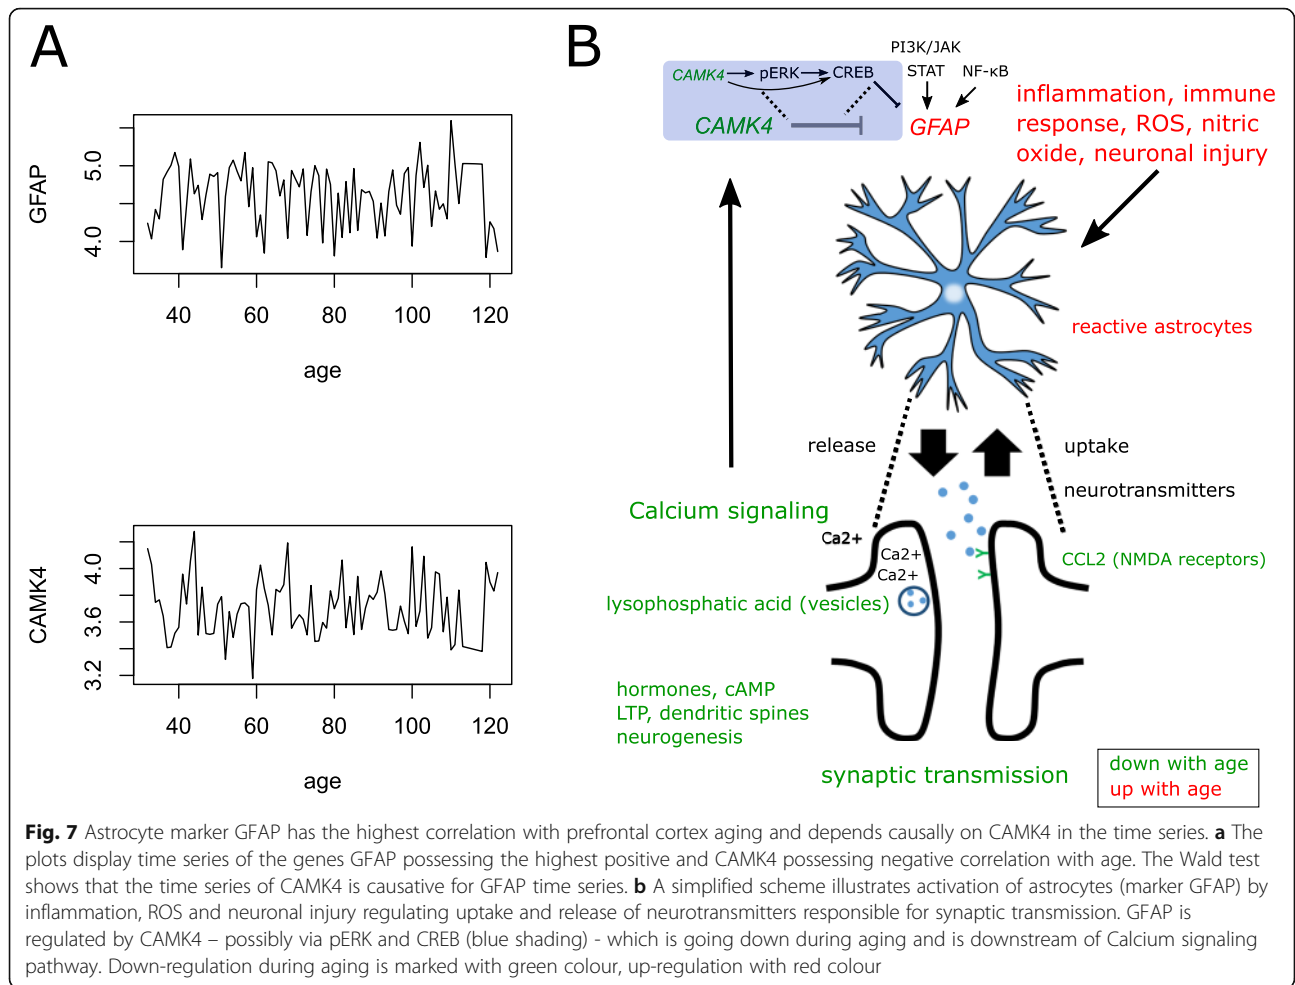 A
GFAP
5.0
4.0
40 60 80 100 120
age
CAMK4
4.0
3.6
3.2
40 60 80 100 120
age
B
PI3K/JAK
CAMK4 pERK CREB STAT NF-κB
CAMK4 GFAP
inflammation, immune
response, ROS, nitric
oxide, neuronal injury
reactive astrocytes
release uptake
neurotransmitters
Calcium signaling
Ca2+
Ca2+
Ca2+
CCL2 (NMDA receptors)
lysophosphatic acid (vesicles)
hormones, cAMP
LTP, dendritic spines
neurogenesis
synaptic transmission
down with age
up with age
Fig. 7 Astrocyte marker GFAP has the highest correlation with prefrontal cortex aging and depends causally on CAMK4 in the time series. a The
plots display time series of the genes GFAP possessing the highest positive and CAMK4 possessing negative correlation with age. The Wald test
shows that the time series of CAMK4 is causative for GFAP time series. b A simplified scheme illustrates activation of astrocytes (marker GFAP) by
inflammation, ROS and neuronal injury regulating uptake and release of neurotransmitters responsible for synaptic transmission. GFAP is
regulated by CAMK4 – possibly via pERK and CREB (blue shading) - which is going down during aging and is downstream of Calcium signaling
pathway. Down-regulation during aging is marked with green colour, up-regulation with red colour